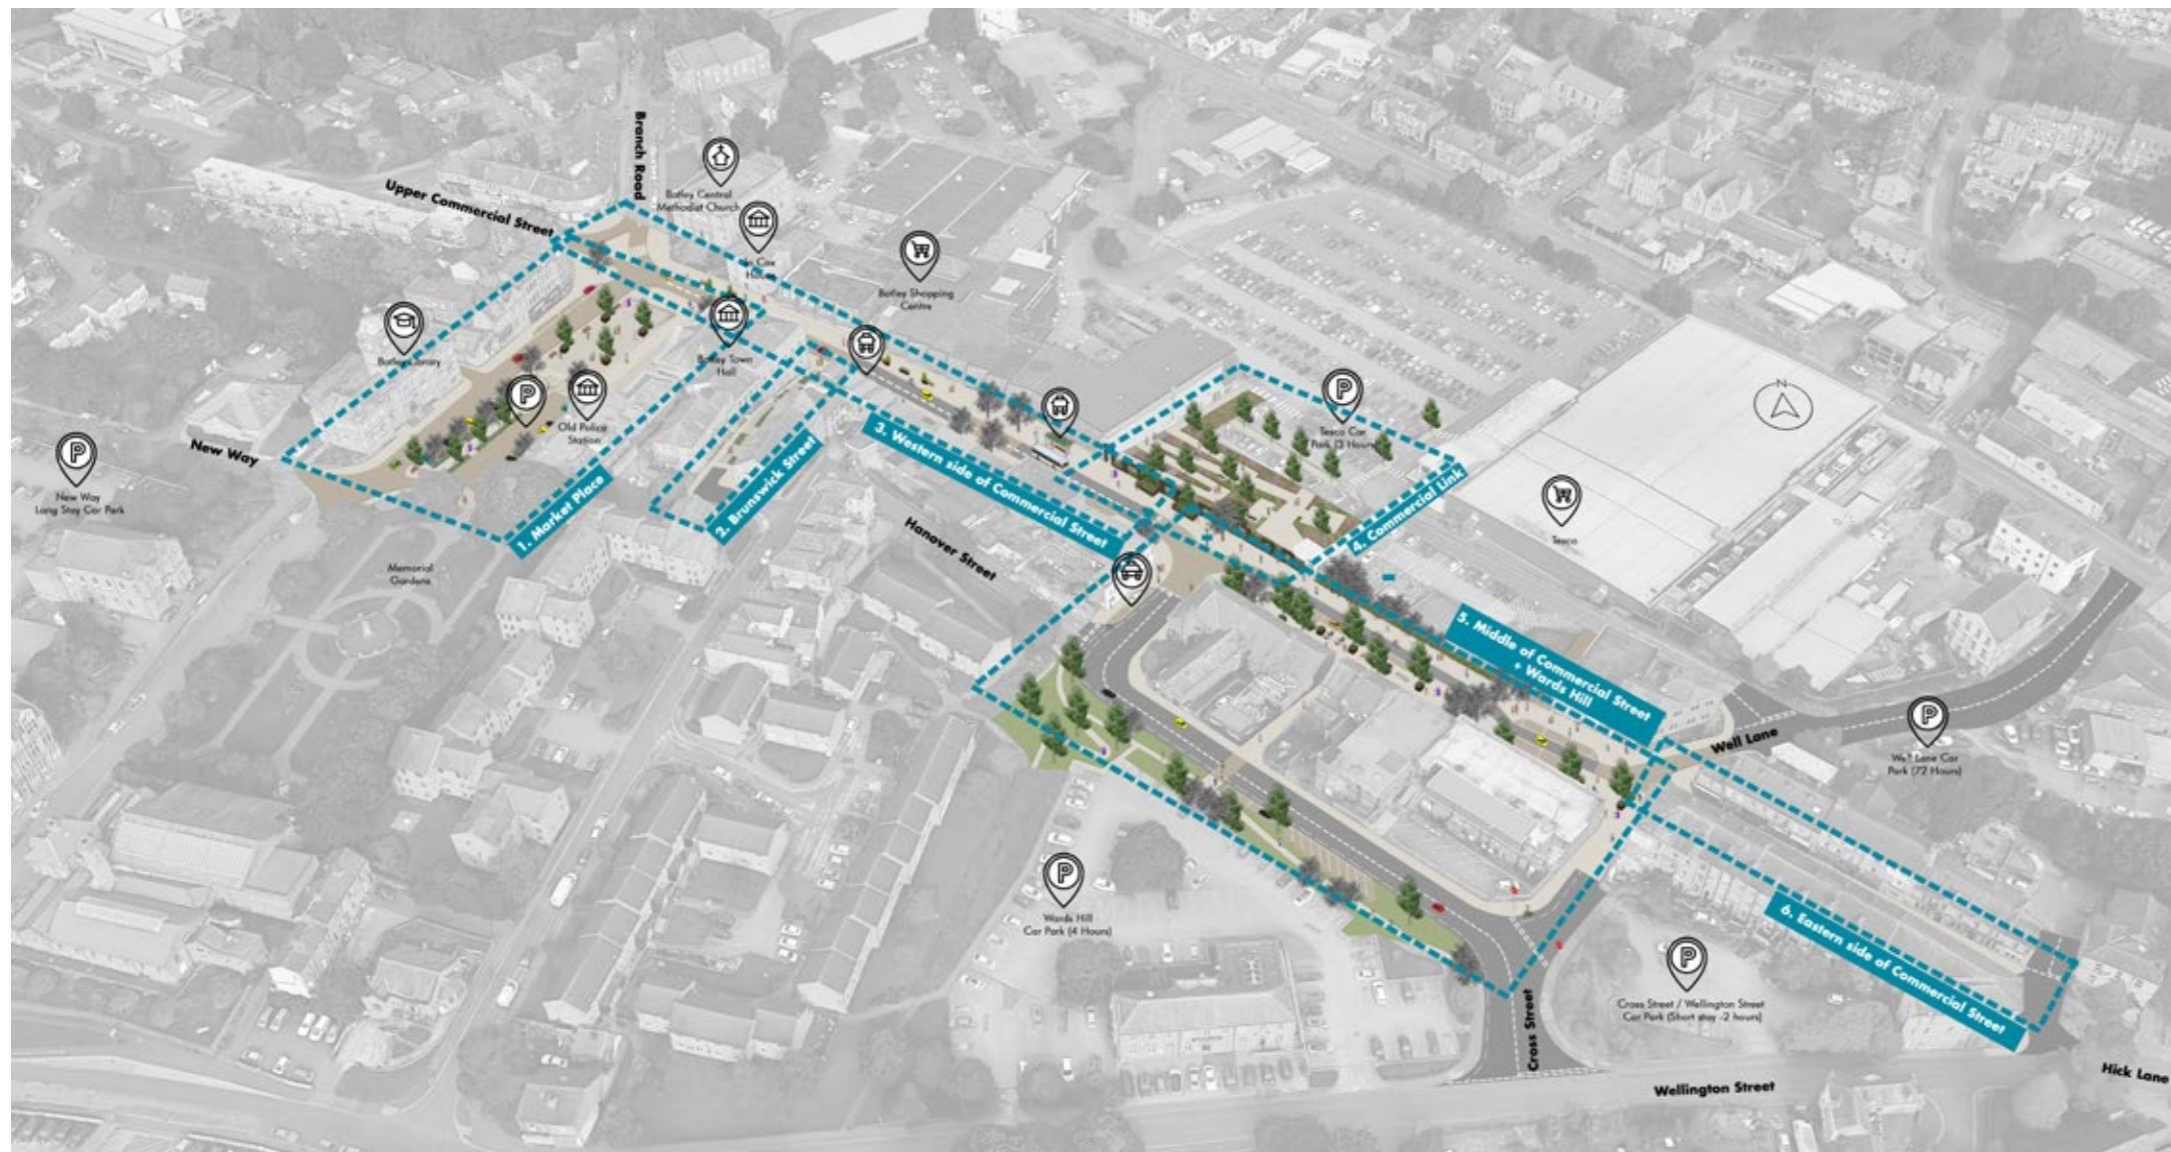 Branch Road
Upper Commercial Street
Batley Central
Methodist Church
Jo Cox
House
Batley Shopping
Centre
Batley Library
Batley Town
Hall
P
Old Police
Station
New Way
P
New Way
Long Stay Car Park
Memorial
Gardens
1. Market Place
2. Brunswick Street
3. Western side of Commercial Street
Hanover Street
P
Tesco Car
Park (3 Hours)
4. Commercial Link
N
Tesco
5. Middle of Commercial Street
+ Wards Hill
Well Lane
P
Well Lane Car
Park (72 Hours)
P
Wards Hill
Car Park (4 Hours)
6. Eastern side of Commercial Street
P
Cross Street / Wellington Street
Car Park (Short stay -2 hours)
Cross Street
Wellington Street
Hick Lane